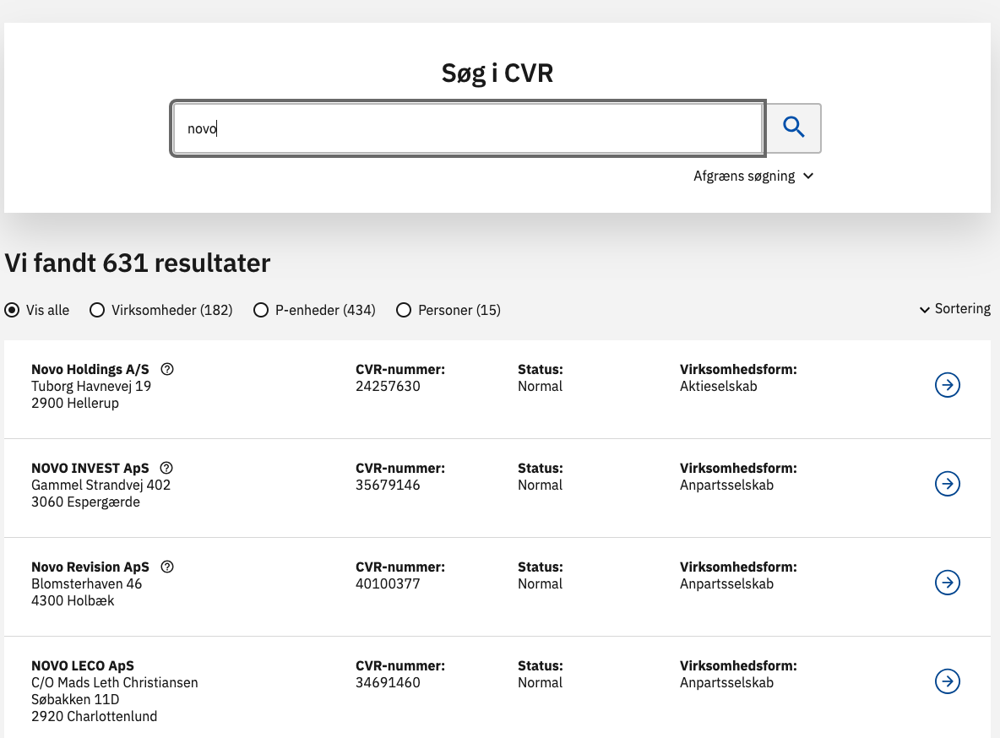 Søg i CVR
novo
Afgræns søgning
Vi fandt 631 resultater
Vis alle Virksomheder (182) P-enheder (434) Personer (15) Sortering
Novo Holdings A/S CVR-nummer: Status: Virksomhedsform:
Tuborg Havnevej 19 24257630 Normal Aktieselskab
2900 Hellerup
NOVO INVEST ApS CVR-nummer: Status: Virksomhedsform:
Gammel Strandvej 402 35679146 Normal Anpartsselskab
3060 Espergærde
Novo Revision ApS CVR-nummer: Status: Virksomhedsform:
Blomsterhaven 46 40100377 Normal Anpartsselskab
4300 Holbæk
NOVO LECO ApS CVR-nummer: Status: Virksomhedsform:
C/O Mads Leth Christiansen 34691460 Normal Anpartsselskab
Søbakken 11D
2920 Charlottenlund